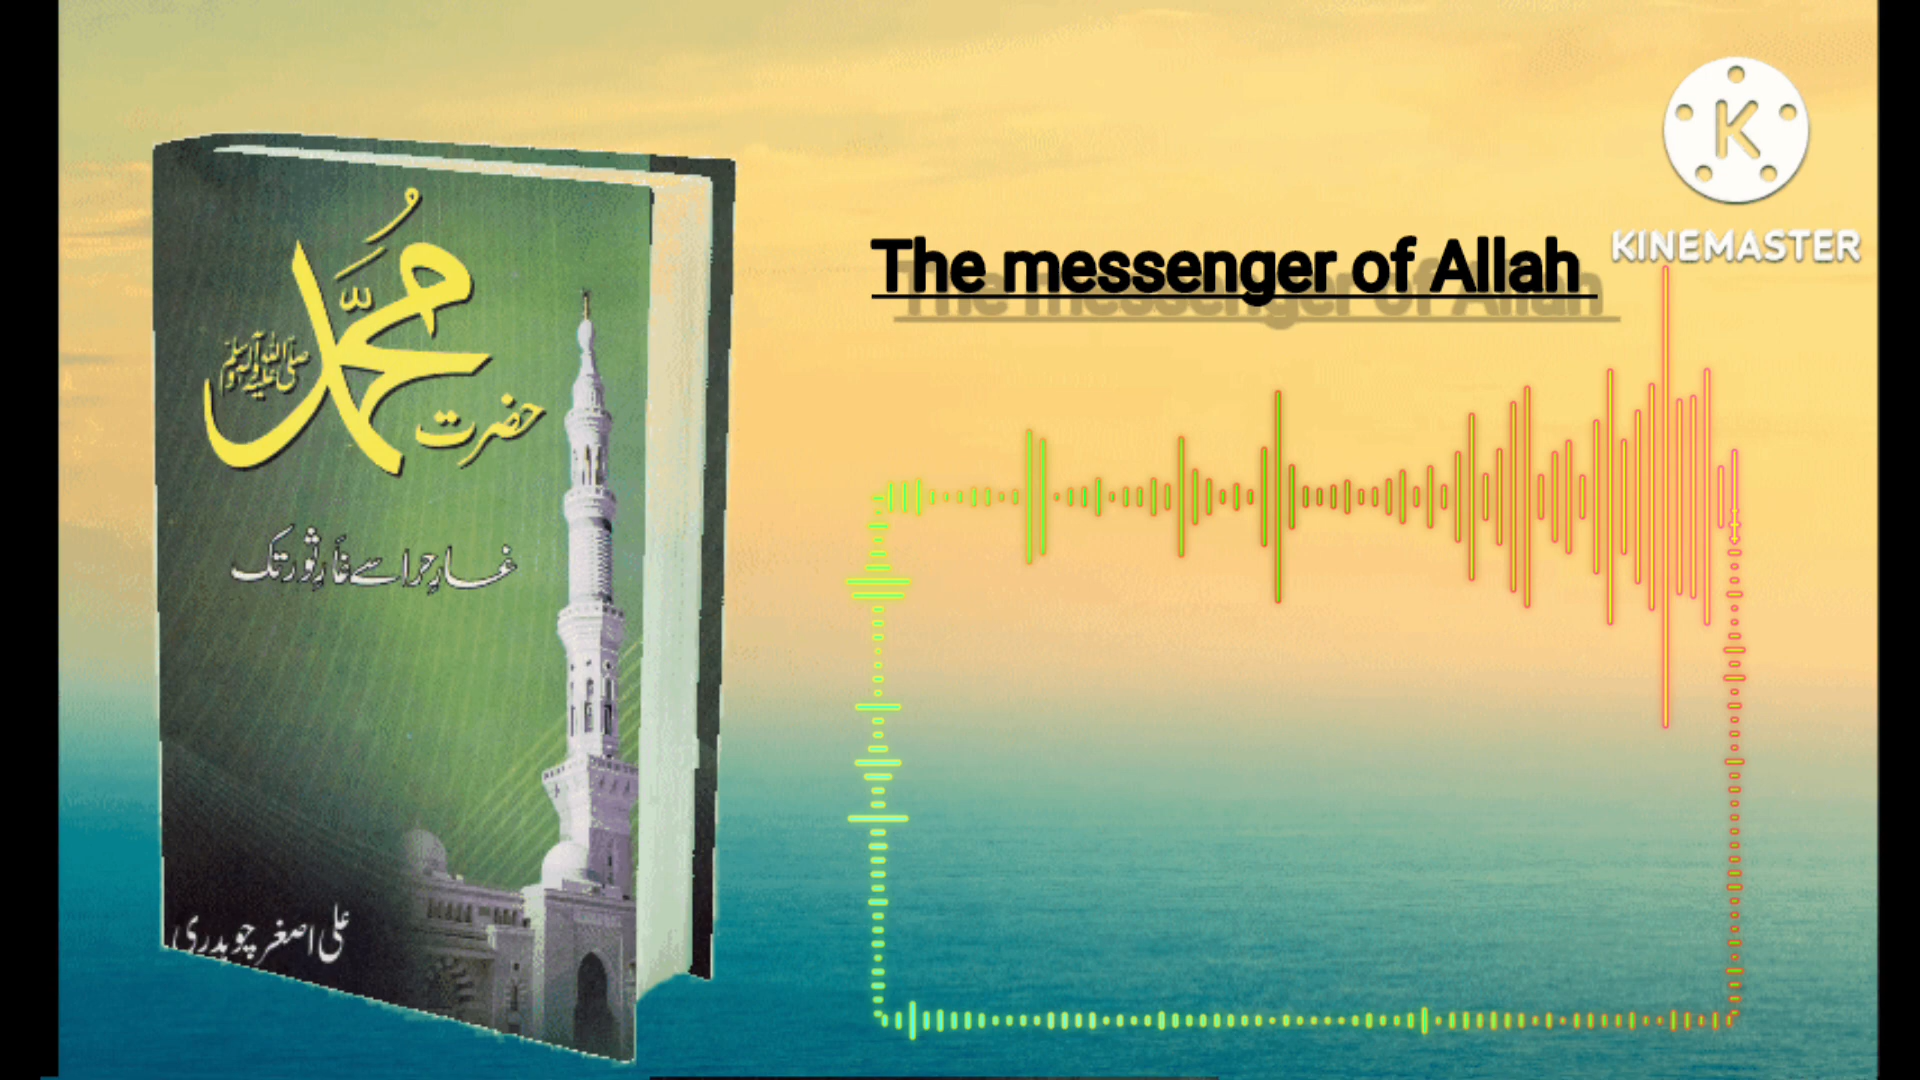 حضرت محمد صلی اللہ علیہ وآلہ وسلم
غارِ حرا سے غارِ ثور تک
علی اصغر چوہدری
The messenger of Allah
K
KINEMASTER